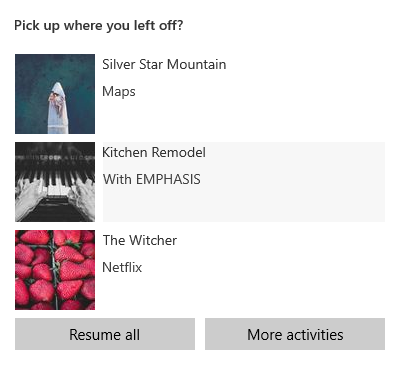 Pick up where you left off?
Silver Star Mountain
Maps
Kitchen Remodel
With EMPHASIS
The Witcher
Netflix
Resume all
More activities